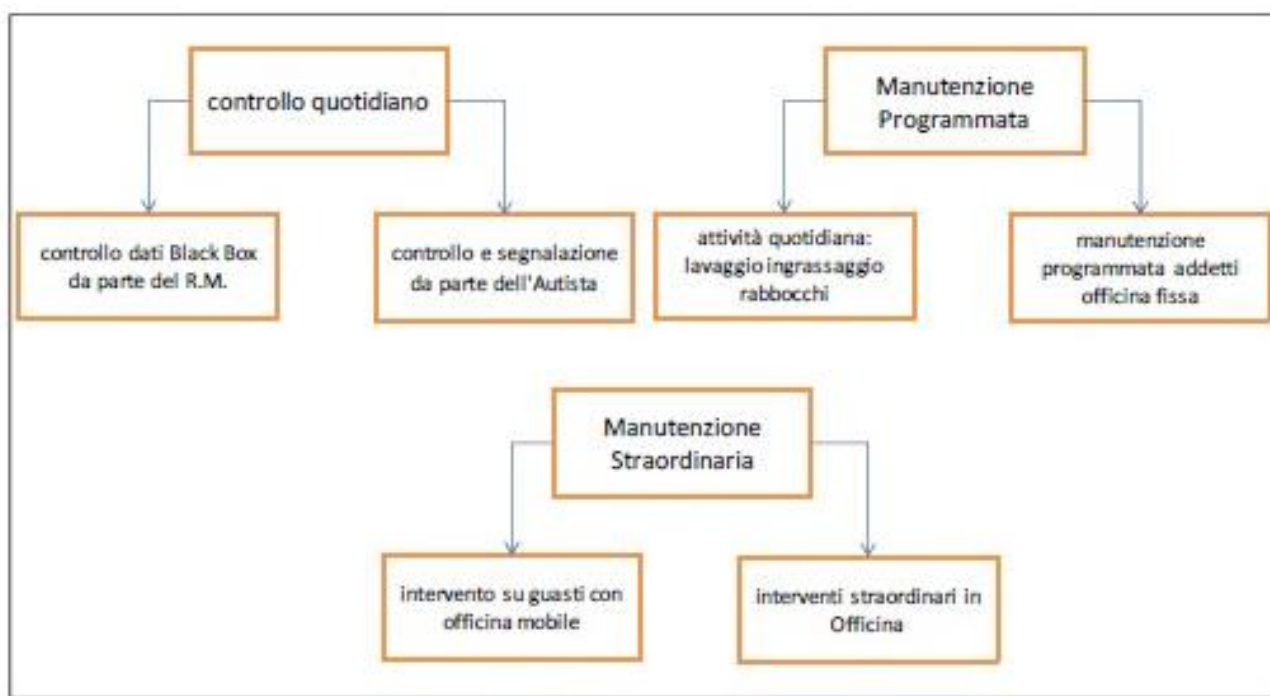 controllo quotidiano
Manutenzione
Programmata
controllo dati Black Box
da parte del R.M.
controllo e segnalazione
da parte dell'Autista
attività quotidiana:
lavaggio ingrassaggio
rabbocchi
manutenzione
programmata addetti
officina fissa
Manutenzione
Straordinaria
intervento su guasti con
officina mobile
interventi straordinari in
Officina